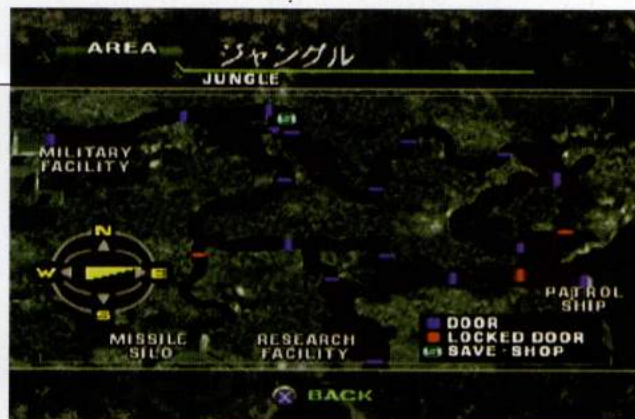 AREA
ジャングル
JUNGLE
MILITARY
FACILITY
N
W
E
S
PATROL
SHIP
MISSILE
SILO
RESEARCH
FACILITY
DOOR
LOCKED DOOR
SAVE·SHOP
BACK